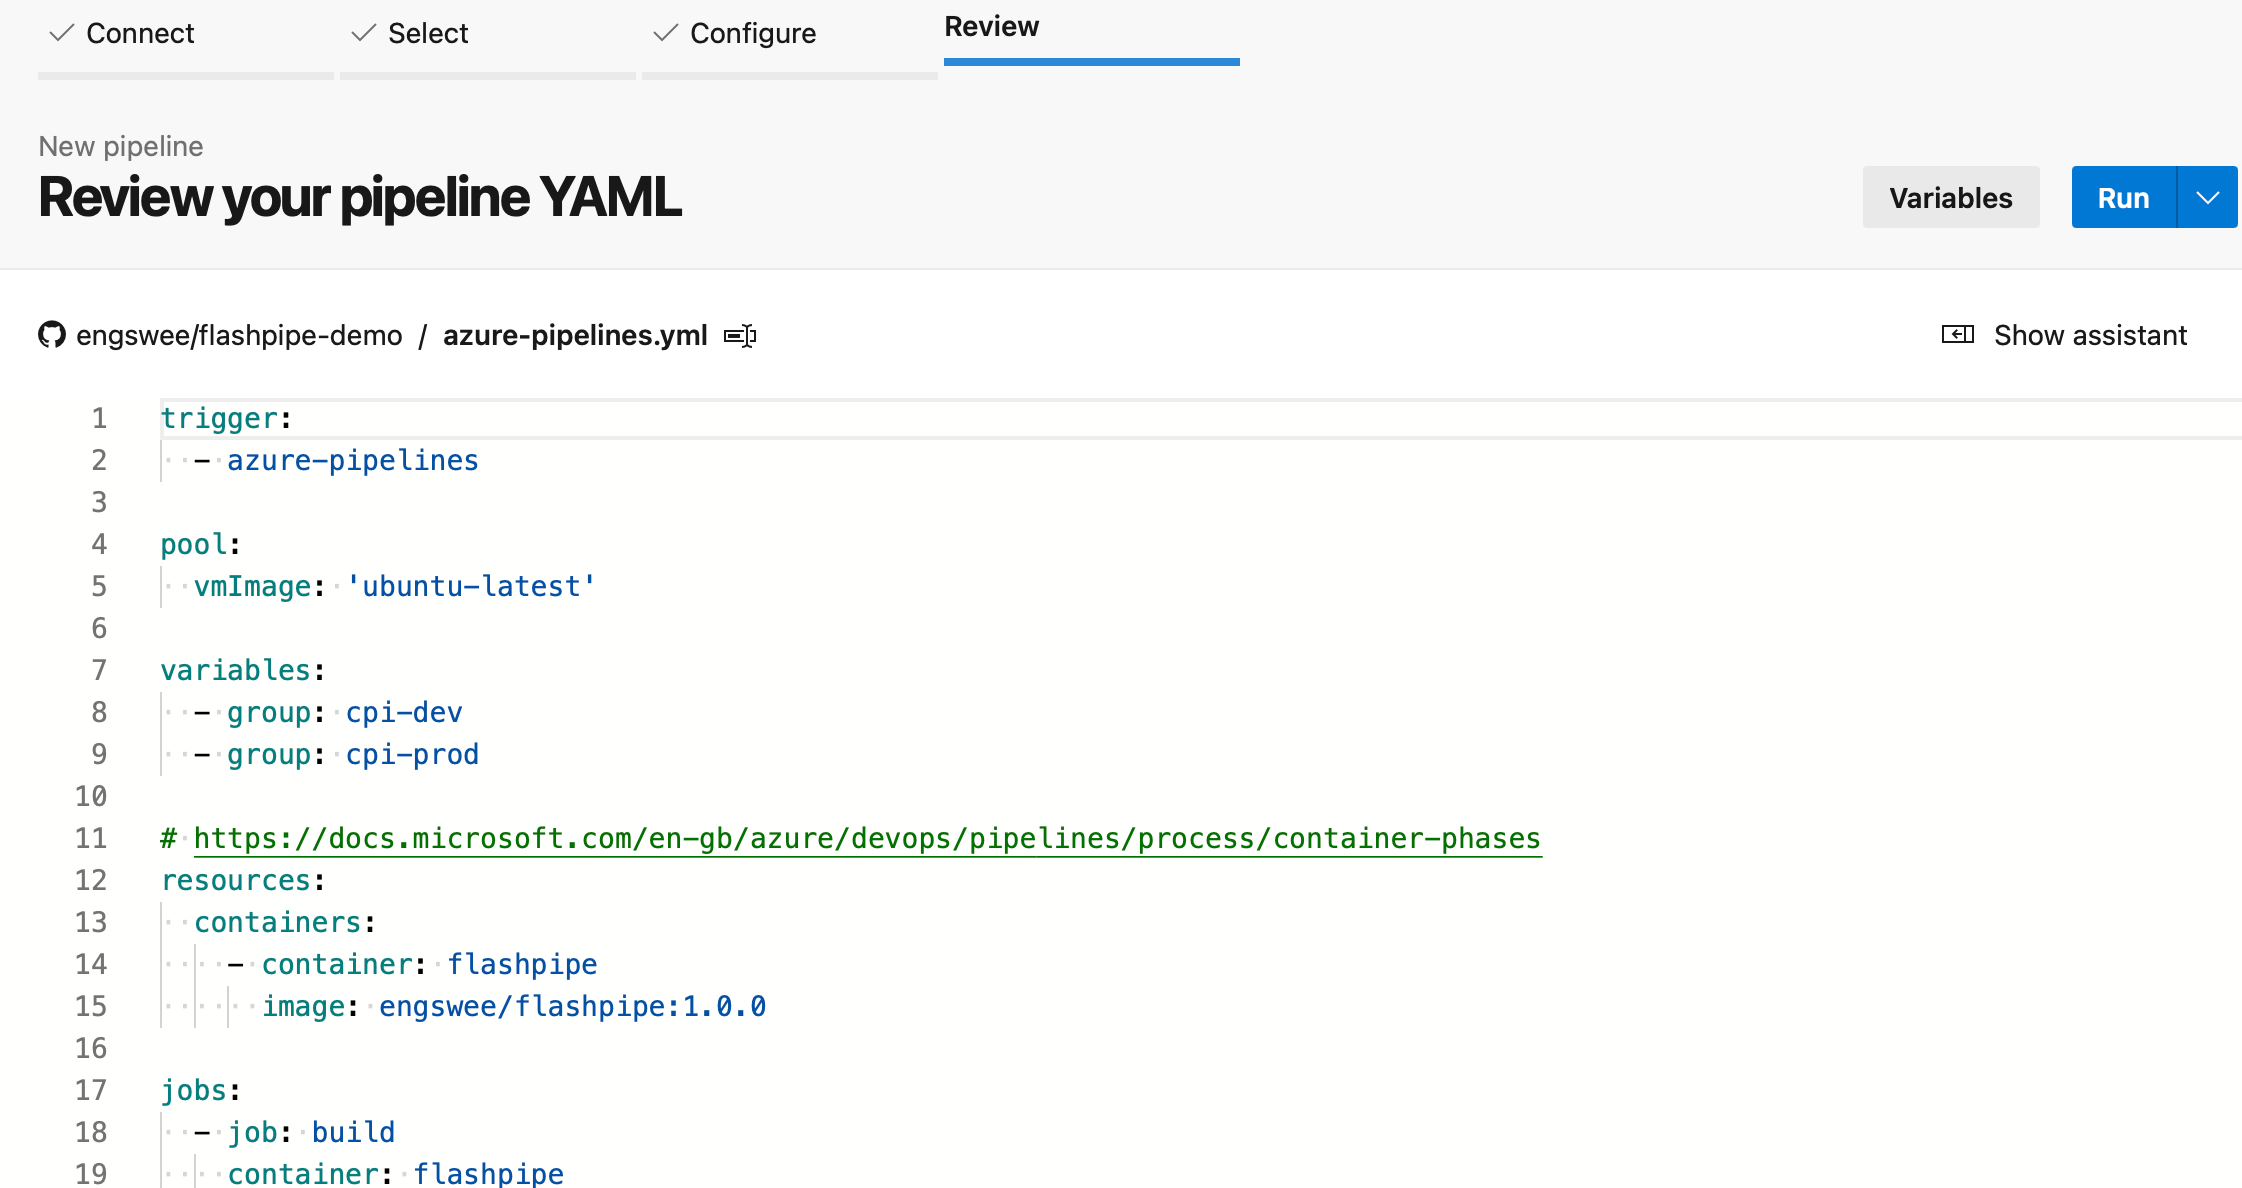 Connect Select Configure Review
New pipeline
Review your pipeline YAML
Variables Run
engswee/flashpipe-demo / azure-pipelines.yml Show assistant
1 trigger:
2   - azure-pipelines
3
4 pool:
5   vmImage: 'ubuntu-latest'
6
7 variables:
8   - group: cpi-dev
9   - group: cpi-prod
10
11 # https://docs.microsoft.com/en-gb/azure/devops/pipelines/process/container-phases
12 resources:
13   containers:
14     - container: flashpipe
15       image: engswee/flashpipe:1.0.0
16
17 jobs:
18   - job: build
19     container: flashpipe